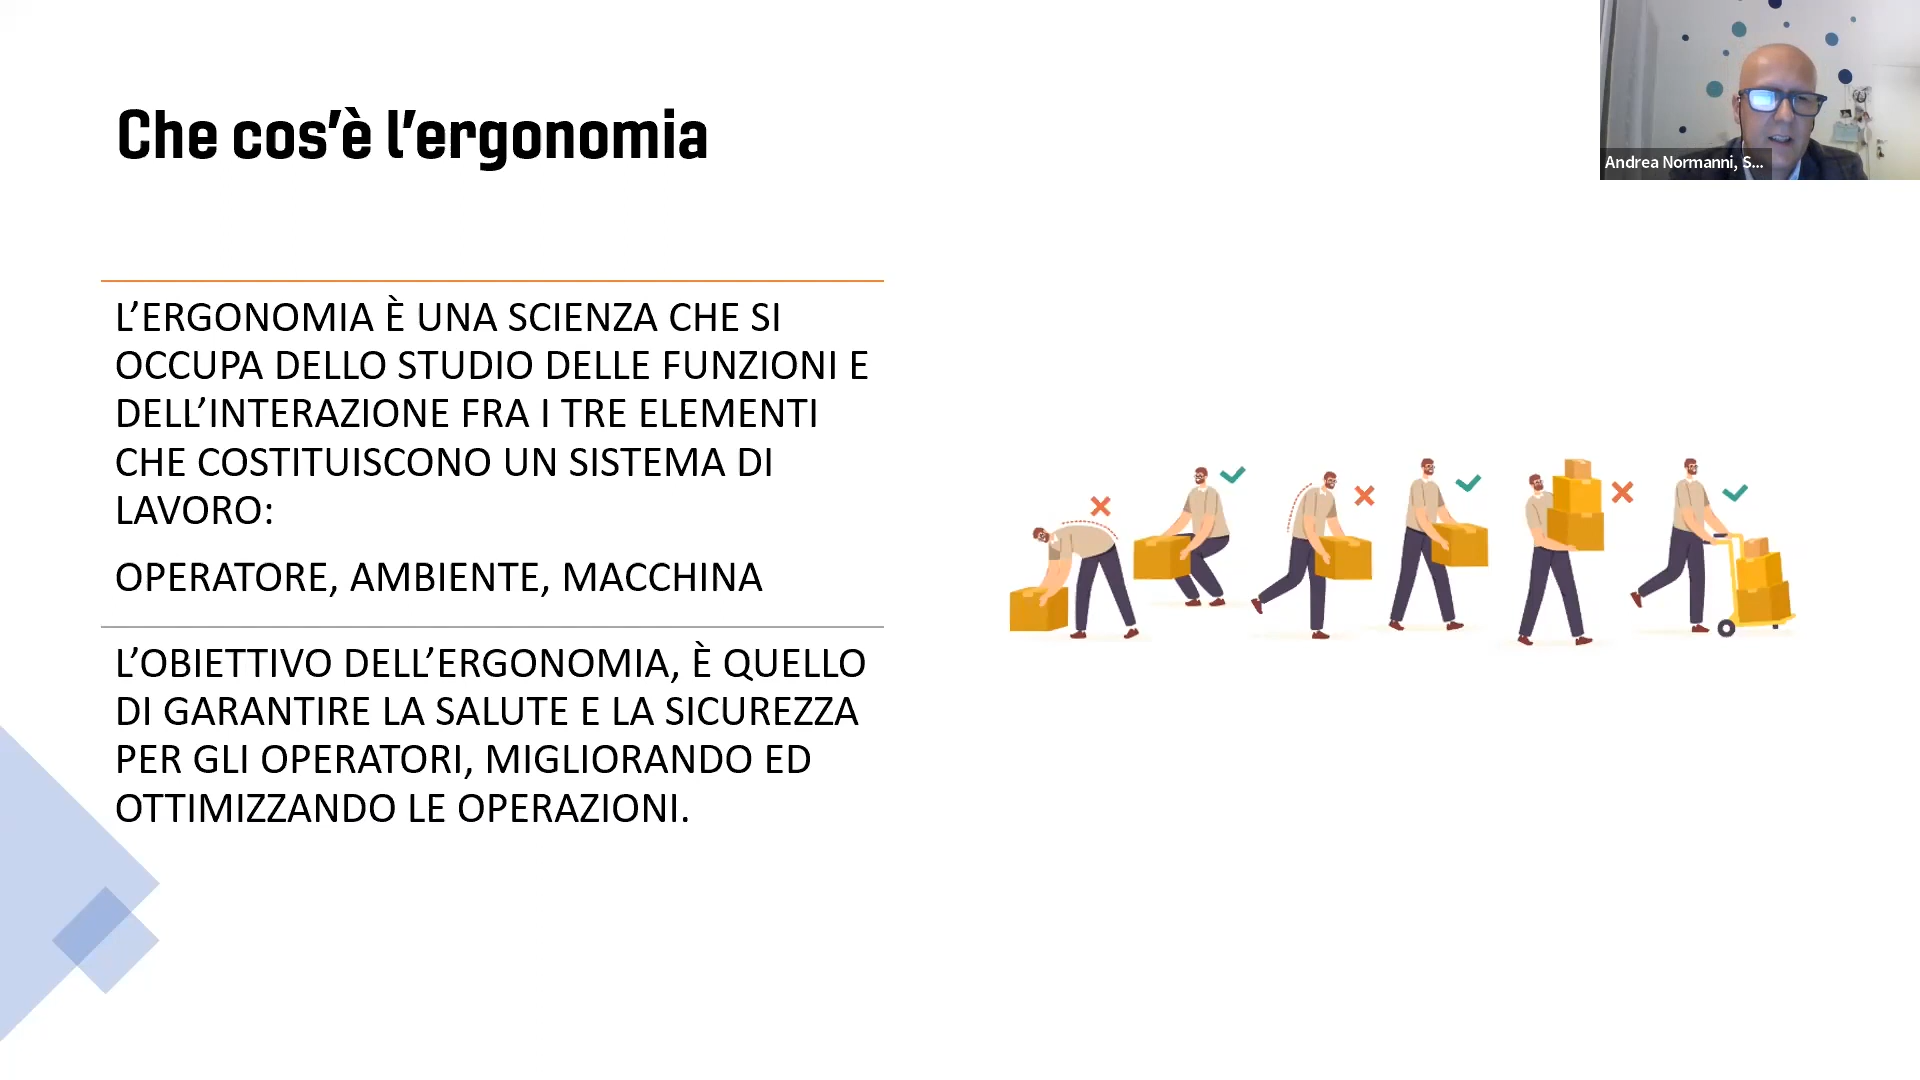 Che cos'è l'ergonomia
Andrea Normanni, S...
L'ERGONOMIA È UNA SCIENZA CHE SI
OCCUPA DELLO STUDIO DELLE FUNZIONI E
DELL'INTERAZIONE FRA I TRE ELEMENTI
CHE COSTITUISCONO UN SISTEMA DI
LAVORO:
OPERATORE, AMBIENTE, MACCHINA
L'OBIETTIVO DELL'ERGONOMIA, È QUELLO
DI GARANTIRE LA SALUTE E LA SICUREZZA
PER GLI OPERATORI, MIGLIORANDO ED
OTTIMIZZANDO LE OPERAZIONI.